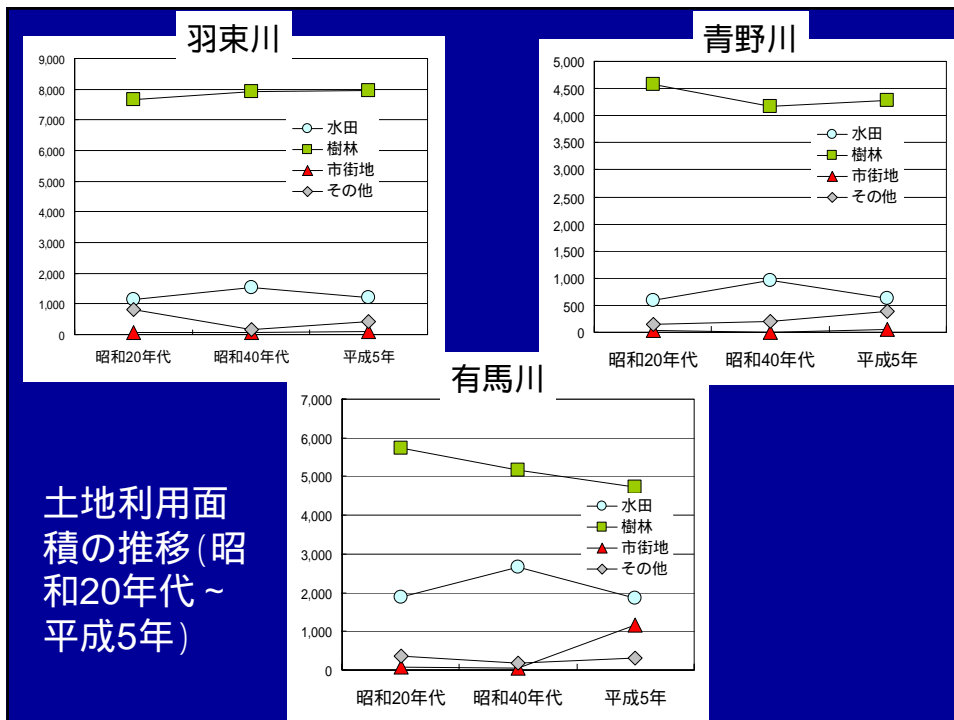 羽束川
9,000
8,000
7,000
6,000
5,000
4,000
3,000
2,000
1,000
0
水田
樹林
市街地
その他
昭和20年代 昭和40年代 平成5年
青野川
5,000
4,500
4,000
3,500
3,000
2,500
2,000
1,500
1,000
500
0
水田
樹林
市街地
その他
昭和20年代 昭和40年代 平成5年
有馬川
7,000
6,000
5,000
4,000
3,000
2,000
1,000
0
水田
樹林
市街地
その他
昭和20年代 昭和40年代 平成5年
土地利用面
積の推移(昭
和20年代~
平成5年)